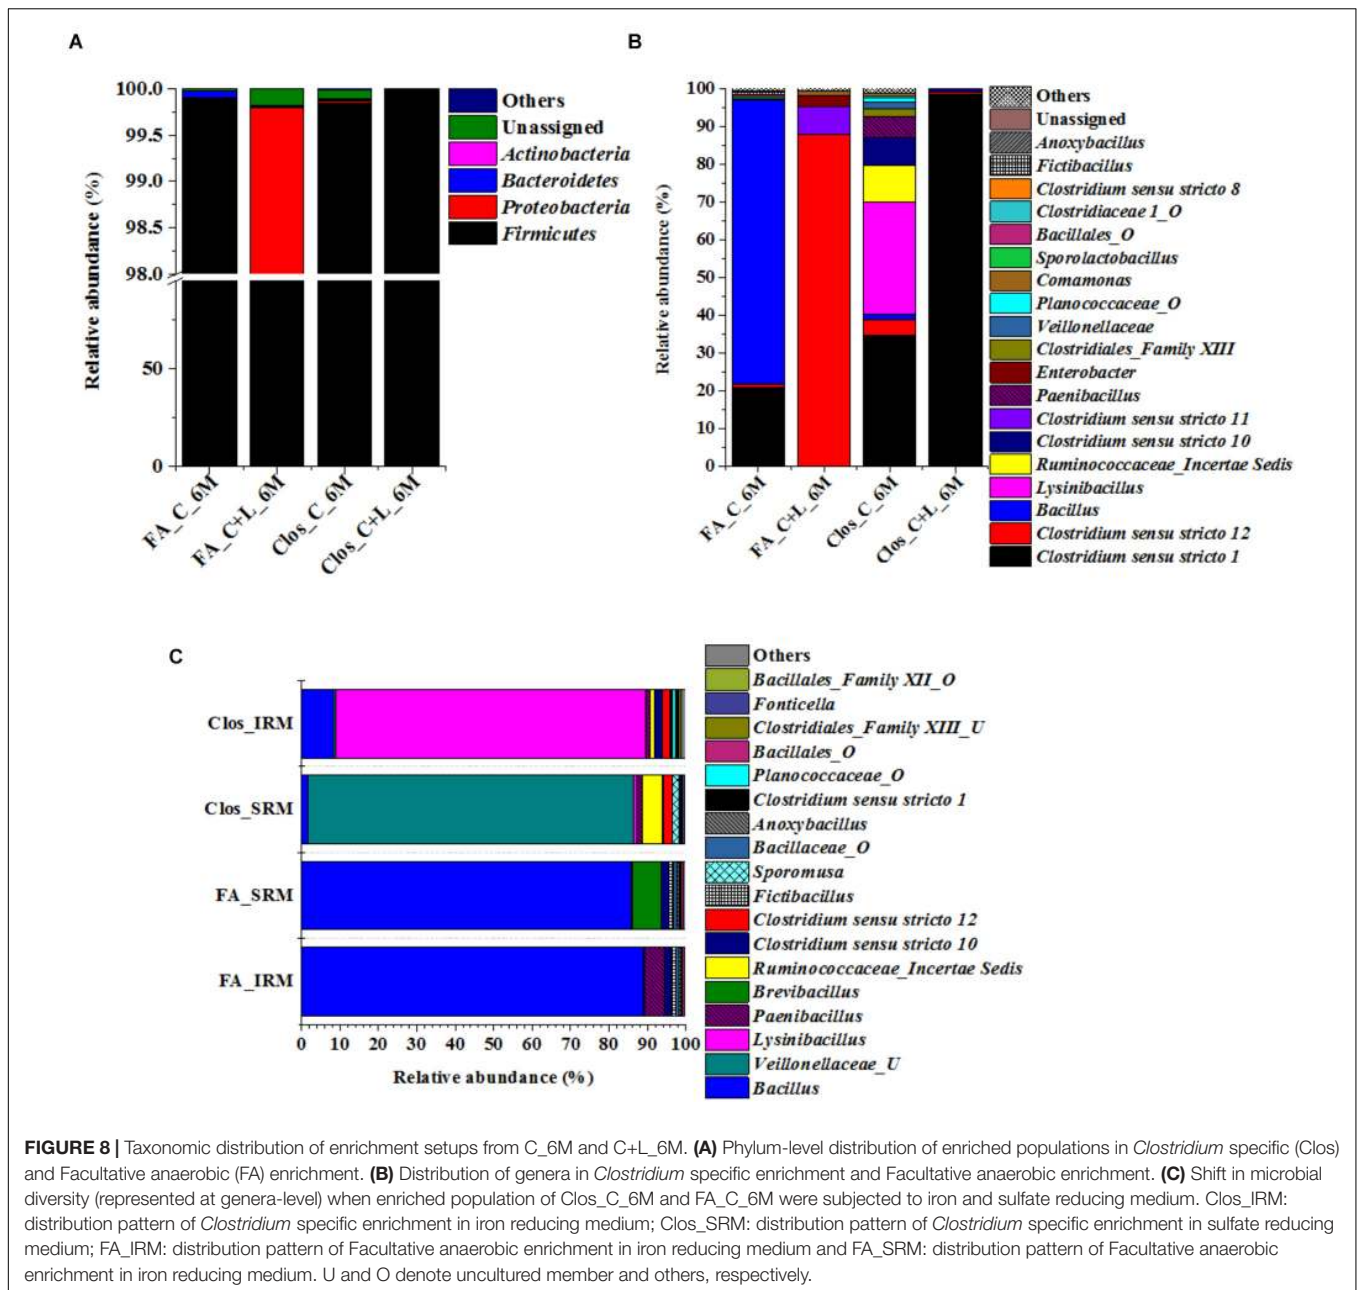 A
Relative abundance (%)
100.0
99.5
99.0
98.5
98.0
50
0
FA_C_6M
FA_C+L_6M
Clos_C_6M
Clos_C+L_6M
Others
Unassigned
Actinobacteria
Bacteroidetes
Proteobacteria
Firmicutes
B
Relative abundance (%)
100
90
80
70
60
50
40
30
20
10
0
FA_C_6M
FA_C+L_6M
Clos_C_6M
Clos_C+L_6M
Others
Unassigned
Anoxybacillus
Fictibacillus
Clostridium sensu stricto 8
Clostridiaceae 1_O
Bacillales_O
Sporolactobacillus
Comamonas
Planococcaceae_O
Veillonellaceae
Clostridiales_Family XIII
Enterobacter
Paenibacillus
Clostridium sensu stricto 11
Clostridium sensu stricto 10
Ruminococcaceae_Incertae Sedis
Lysinibacillus
Bacillus
Clostridium sensu stricto 12
Clostridium sensu stricto 1
C
Clos_IRM
Clos_SRM
FA_SRM
FA_IRM
0 10 20 30 40 50 60 70 80 90 100
Relative abundance (%)
Others
Bacillales_Family XII_O
Fonticella
Clostridiales_Family XIII_U
Bacillales_O
Planococcaceae_O
Clostridium sensu stricto 1
Anoxybacillus
Bacillaceae_O
Sporomusa
Fictibacillus
Clostridium sensu stricto 12
Clostridium sensu stricto 10
Ruminococcaceae_Incertae Sedis
Brevibacillus
Paenibacillus
Lysinibacillus
Veillonellaceae_U
Bacillus
FIGURE 8 | Taxonomic distribution of enrichment setups from C_6M and C+L_6M. (A) Phylum-level distribution of enriched populations in Clostridium specific (Clos)
and Facultative anaerobic (FA) enrichment. (B) Distribution of genera in Clostridium specific enrichment and Facultative anaerobic enrichment. (C) Shift in microbial
diversity (represented at genera-level) when enriched population of Clos_C_6M and FA_C_6M were subjected to iron and sulfate reducing medium. Clos_IRM:
distribution pattern of Clostridium specific enrichment in iron reducing medium; Clos_SRM: distribution pattern of Clostridium specific enrichment in sulfate reducing
medium; FA_IRM: distribution pattern of Facultative anaerobic enrichment in iron reducing medium and FA_SRM: distribution pattern of Facultative anaerobic
enrichment in iron reducing medium. U and O denote uncultured member and others, respectively.